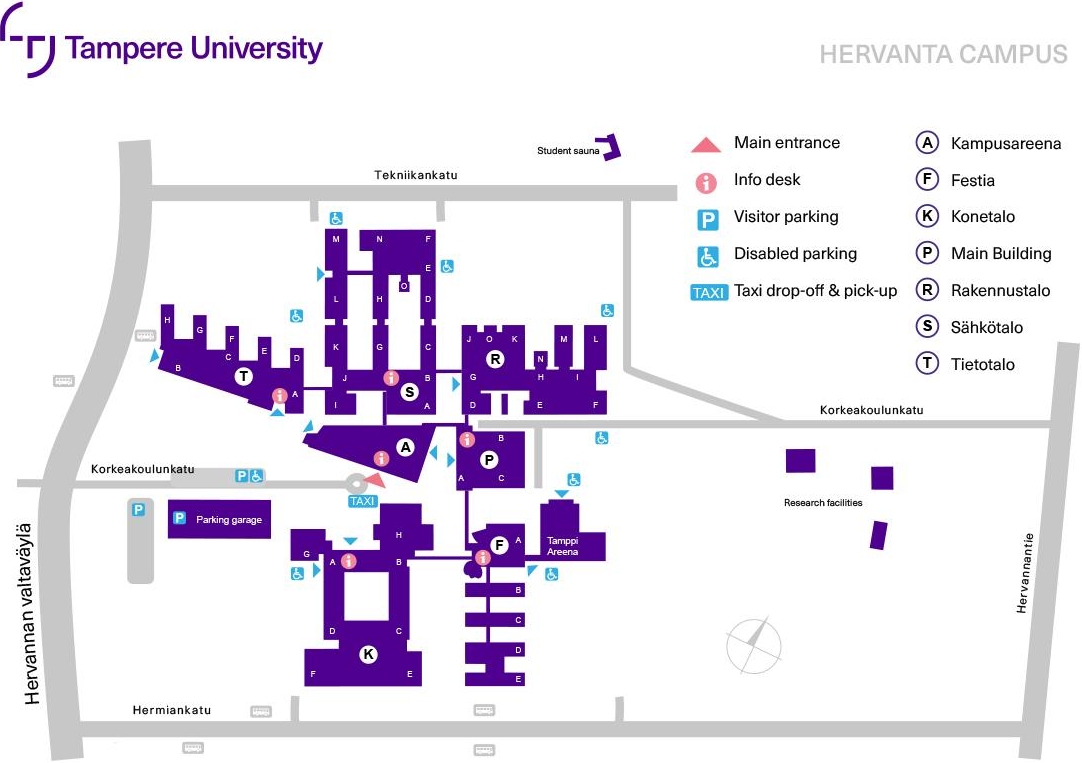 Tampere University
HERVANTA CAMPUS
Main entrance
i Info desk
P Visitor parking
Disabled parking
TAXI Taxi drop-off & pick-up
A Kampusareena
F Festia
K Konetalo
P Main Building
R Rakennustalo
S Sähkötalo
T Tietotalo
Student sauna
Tekniikankatu
M N F
E
O
L H D
K G C
J i B
S
I A
H
G
F
C E D
B T
i A
J O K M L
R N
G H I
D E F
Korkeakoulunkatu
A
i
i B
P
A C
Korkeakoulunkatu
P
TAXI
P
P Parking garage
Research facilities
H
G
A i B
D C
K
F E
F A
i
B
C
D
E
Tamppi
Areena
Hervannan valtaväylä
Hervannantie
Hermiankatu